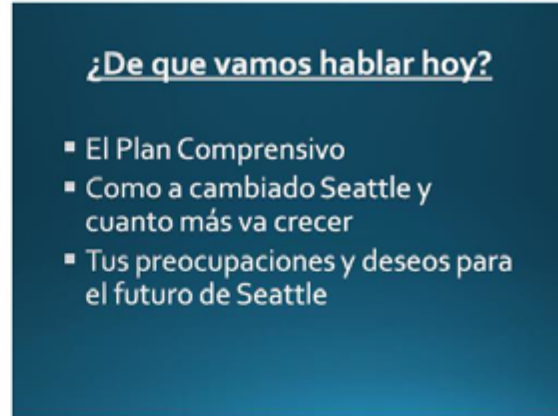 ¿De que vamos hablar hoy?
▪ El Plan Comprensivo
▪ Como a cambiado Seattle y
cuanto más va crecer
▪ Tus preocupaciones y deseos para
el futuro de Seattle